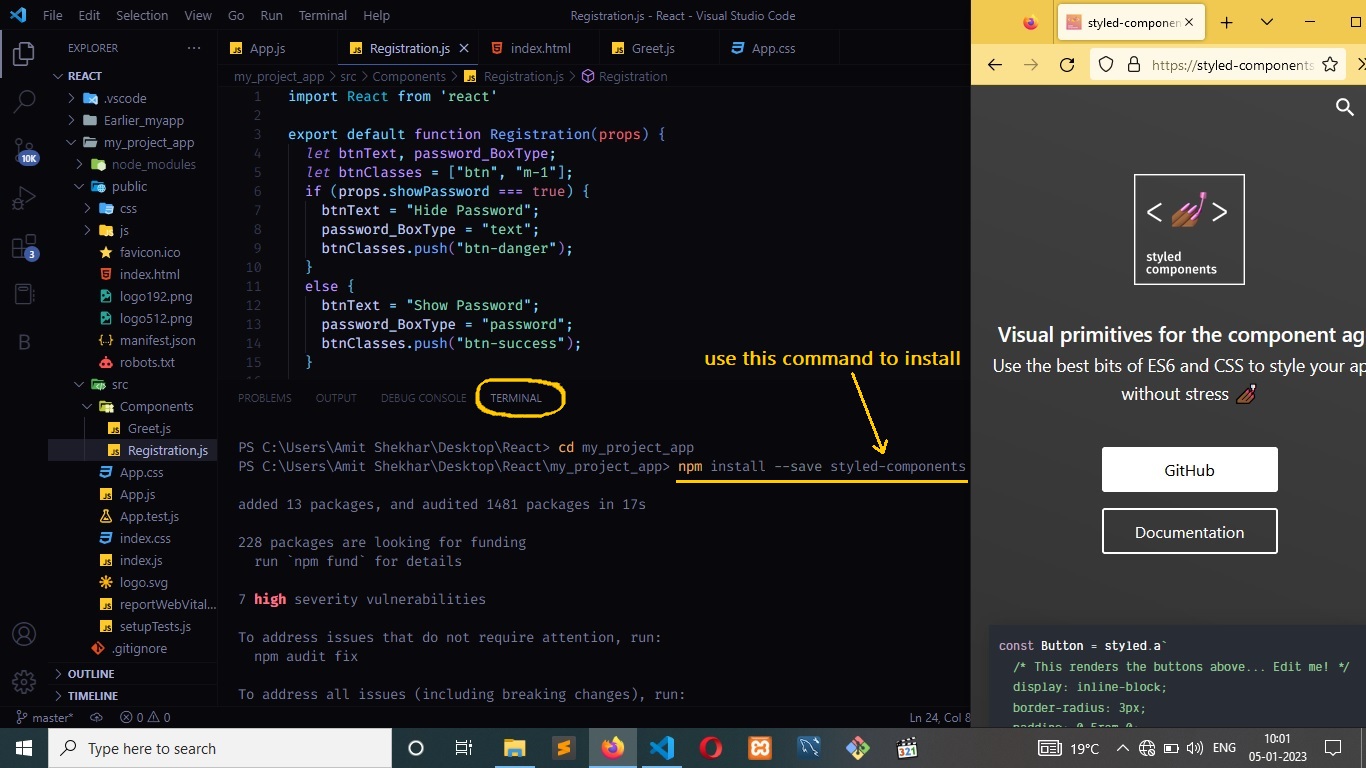 File Edit Selection View Go Run Terminal Help
Registration.js - React - Visual Studio Code
EXPLORER
REACT
.vscode
Earlier_myapp
my_project_app
node_modules
public
css
js
favicon.ico
index.html
logo192.png
logo512.png
manifest.json
robots.txt
src
Components
Greet.js
Registration.js
App.css
App.js
App.test.js
index.css
index.js
logo.svg
reportWebVital...
setupTests.js
.gitignore
OUTLINE
TIMELINE
10K
3
B
App.js Registration.js index.html Greet.js App.css
my_project_app > src > Components > Registration.js > Registration
1 import React from 'react'
2
3 export default function Registration(props) {
4 let btnText, password_BoxType;
5 let btnClasses = ["btn", "m-1"];
6 if (props.showPassword === true) {
7 btnText = "Hide Password";
8 password_BoxType = "text";
9 btnClasses.push("btn-danger");
10 }
11 else {
12 btnText = "Show Password";
13 password_BoxType = "password";
14 btnClasses.push("btn-success");
15 }
use this command to install
PROBLEMS OUTPUT DEBUG CONSOLE TERMINAL
PS C:\Users\Amit Shekhar\Desktop\React> cd my_project_app
PS C:\Users\Amit Shekhar\Desktop\React\my_project_app> npm install --save styled-components
added 13 packages, and audited 1481 packages in 17s
228 packages are looking for funding
run `npm fund` for details
7 high severity vulnerabilities
To address issues that do not require attention, run:
npm audit fix
To address all issues (including breaking changes), run:
master* 0 0
Ln 24, Col 8
styled-componen
https://styled-components
< >
styled
components
Visual primitives for the component ag
Use the best bits of ES6 and CSS to style your ap
without stress
GitHub
Documentation
const Button = styled.a`
/* This renders the buttons above... Edit me! */
display: inline-block;
border-radius: 3px;
padding: 0.5rem 0;
Type here to search
321
19°C
ENG
10:01
05-01-2023